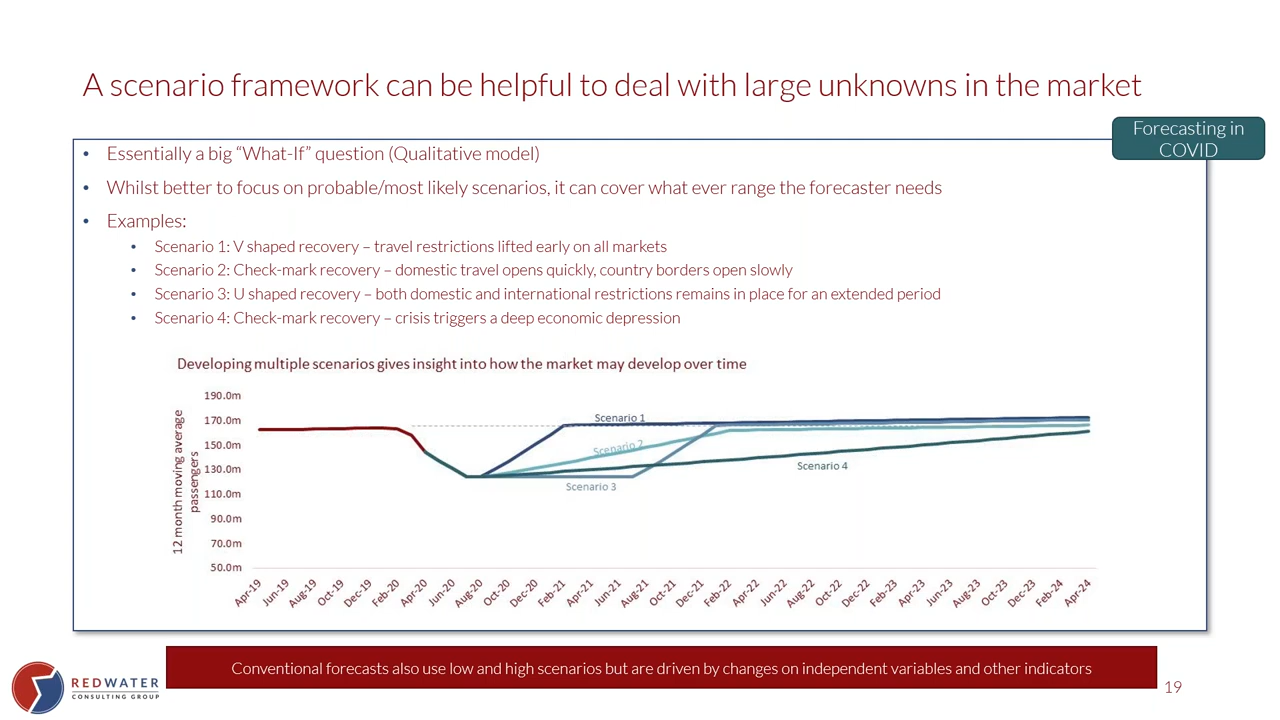 A scenario framework can be helpful to deal with large unknowns in the market
Forecasting in
COVID
• Essentially a big “What-If” question (Qualitative model)
• Whilst better to focus on probable/most likely scenarios, it can cover what ever range the forecaster needs
• Examples:
• Scenario 1: V shaped recovery – travel restrictions lifted early on all markets
• Scenario 2: Check-mark recovery – domestic travel opens quickly, country borders open slowly
• Scenario 3: U shaped recovery – both domestic and international restrictions remains in place for an extended period
• Scenario 4: Check-mark recovery – crisis triggers a deep economic depression
Developing multiple scenarios gives insight into how the market may develop over time
12 month moving average
passengers
190.0m
170.0m
150.0m
130.0m
110.0m
90.0m
70.0m
50.0m
Scenario 1
Scenario 2
Scenario 3
Scenario 4
Apr-19
Jun-19
Aug-19
Oct-19
Dec-19
Feb-20
Apr-20
Jun-20
Aug-20
Oct-20
Dec-20
Feb-21
Apr-21
Jun-21
Aug-21
Oct-21
Dec-21
Feb-22
Apr-22
Jun-22
Aug-22
Oct-22
Dec-22
Feb-23
Apr-23
Jun-23
Aug-23
Oct-23
Dec-23
Feb-24
Apr-24
Conventional forecasts also use low and high scenarios but are driven by changes on independent variables and other indicators
REDWATER
CONSULTING GROUP
19